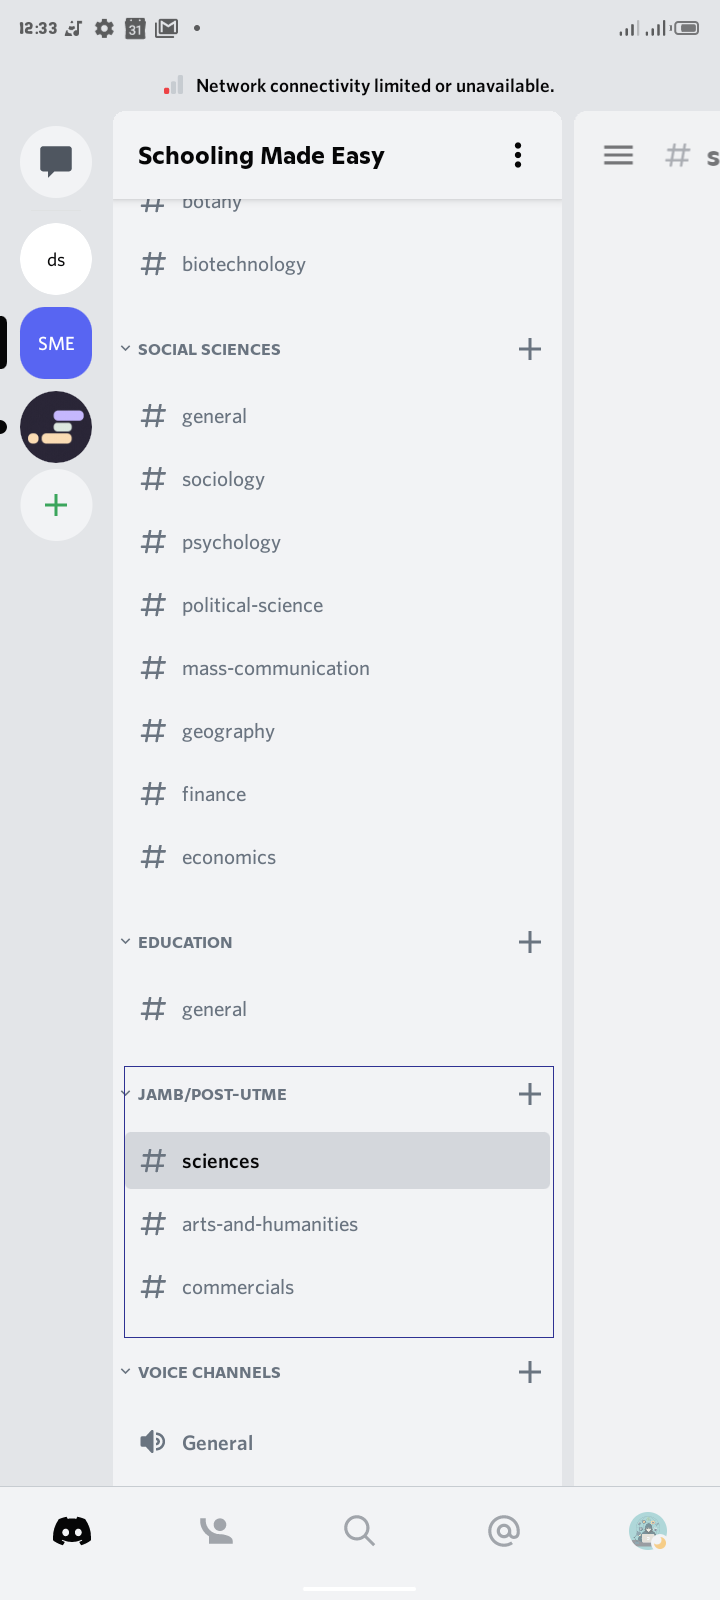 12:33
31
Network connectivity limited or unavailable.
Schooling Made Easy
# s
ds
SME
# botany
# biotechnology
SOCIAL SCIENCES
# general
# sociology
# psychology
# political-science
# mass-communication
# geography
# finance
# economics
EDUCATION
# general
JAMB/POST-UTME
# sciences
# arts-and-humanities
# commercials
VOICE CHANNELS
General